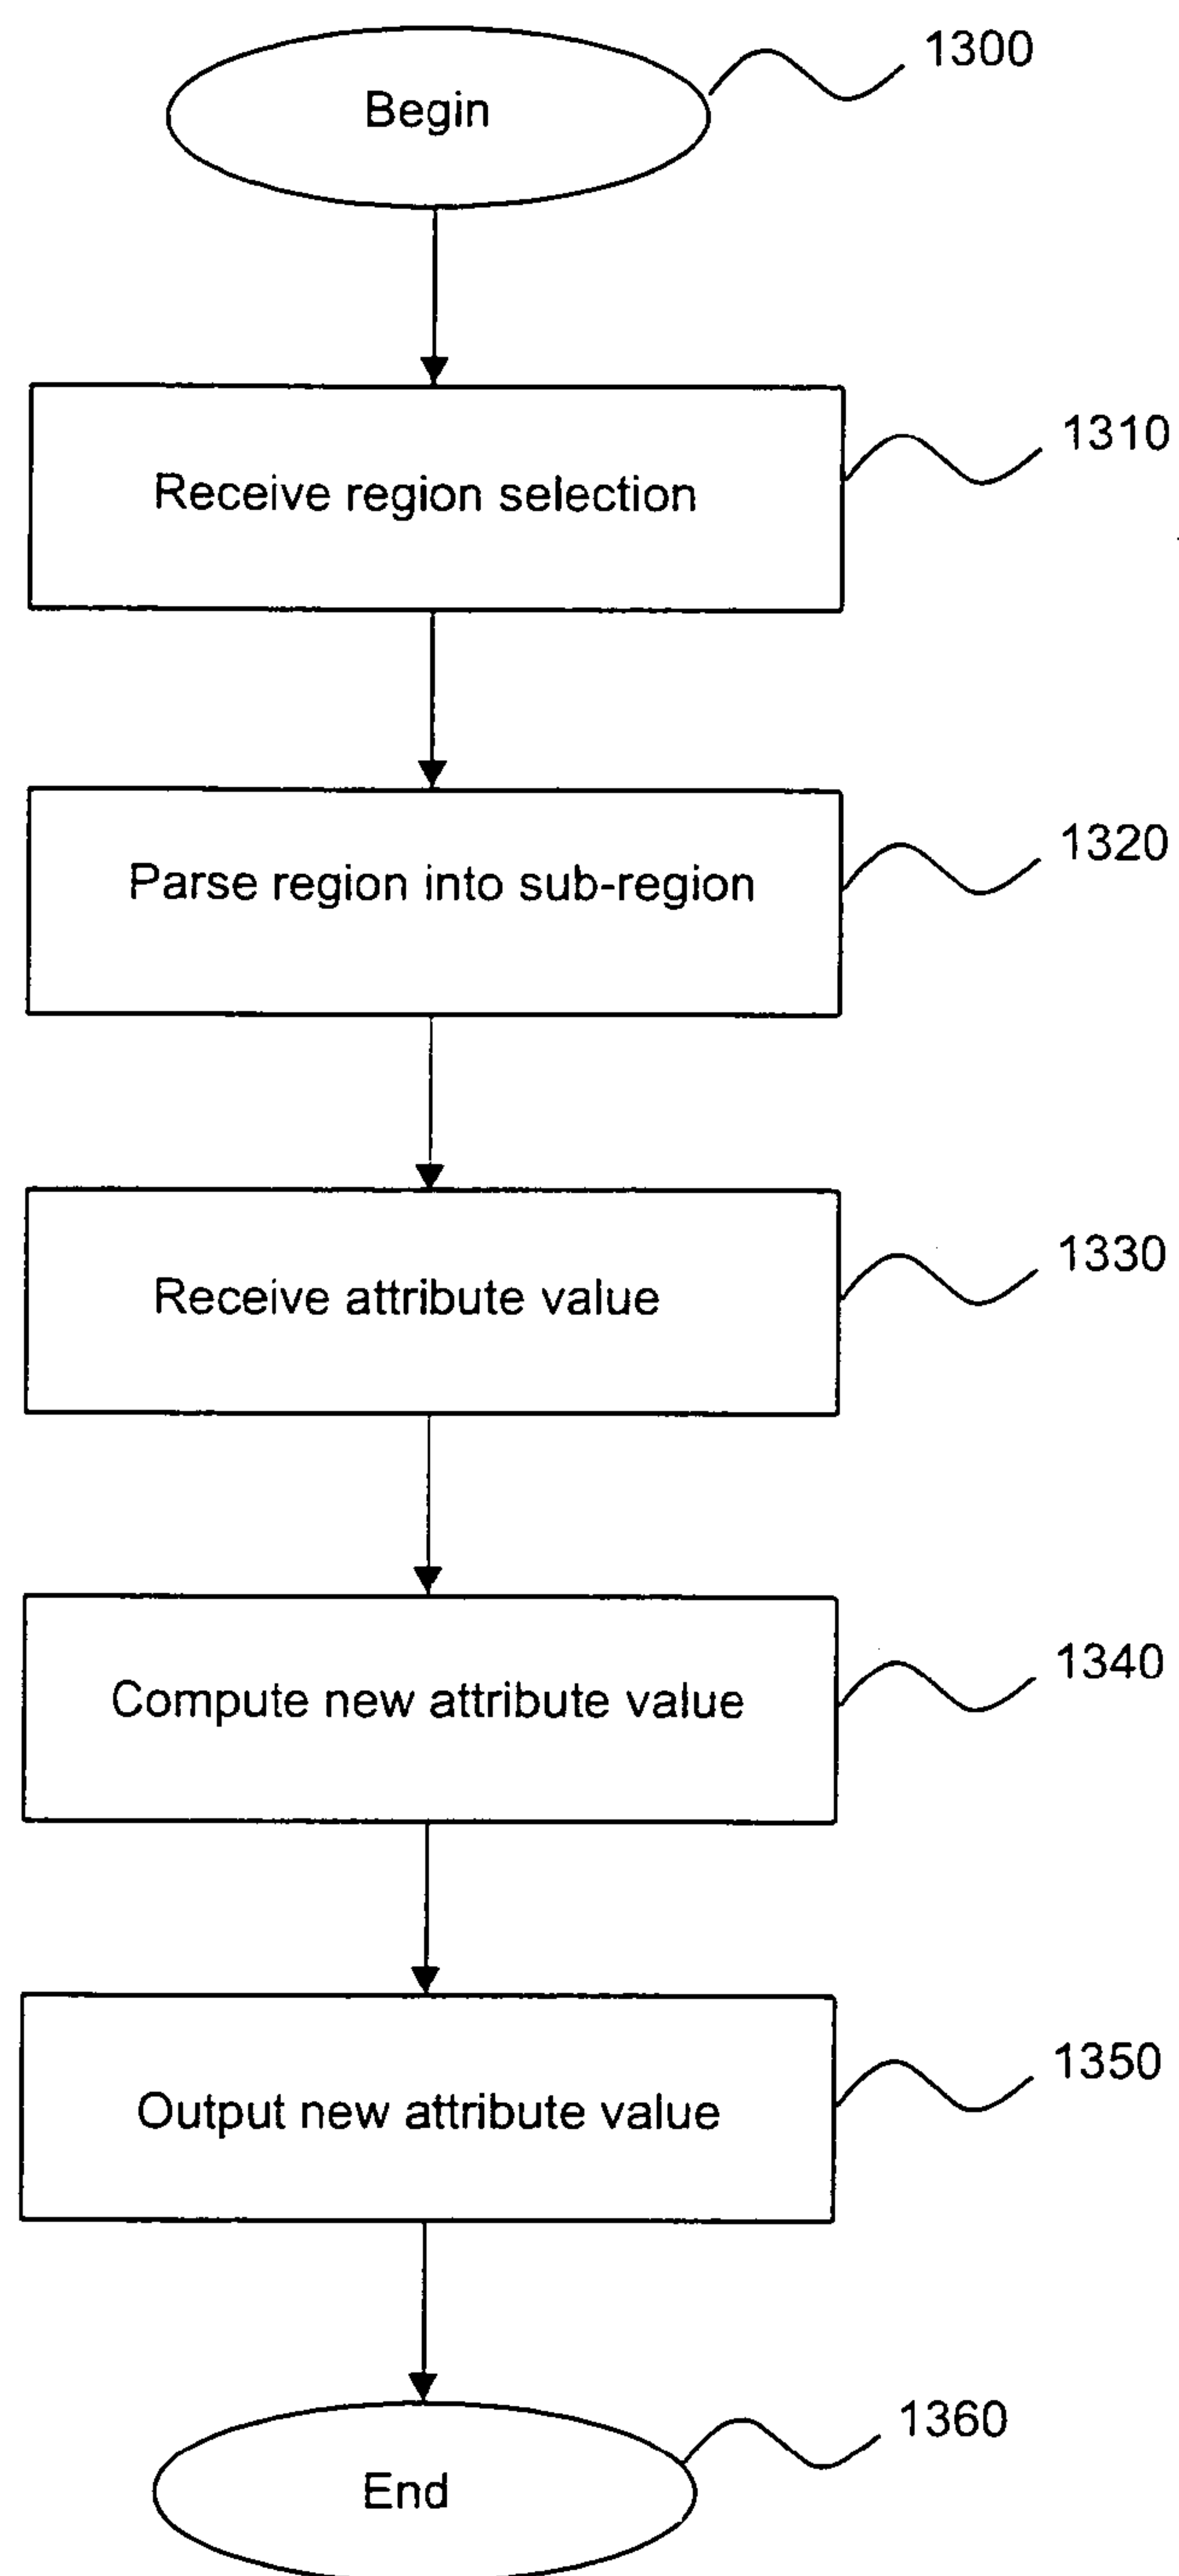 Begin
1300
Receive region selection
1310
Parse region into sub-region
1320
Receive attribute value
1330
Compute new attribute value
1340
Output new attribute value
1350
End
1360